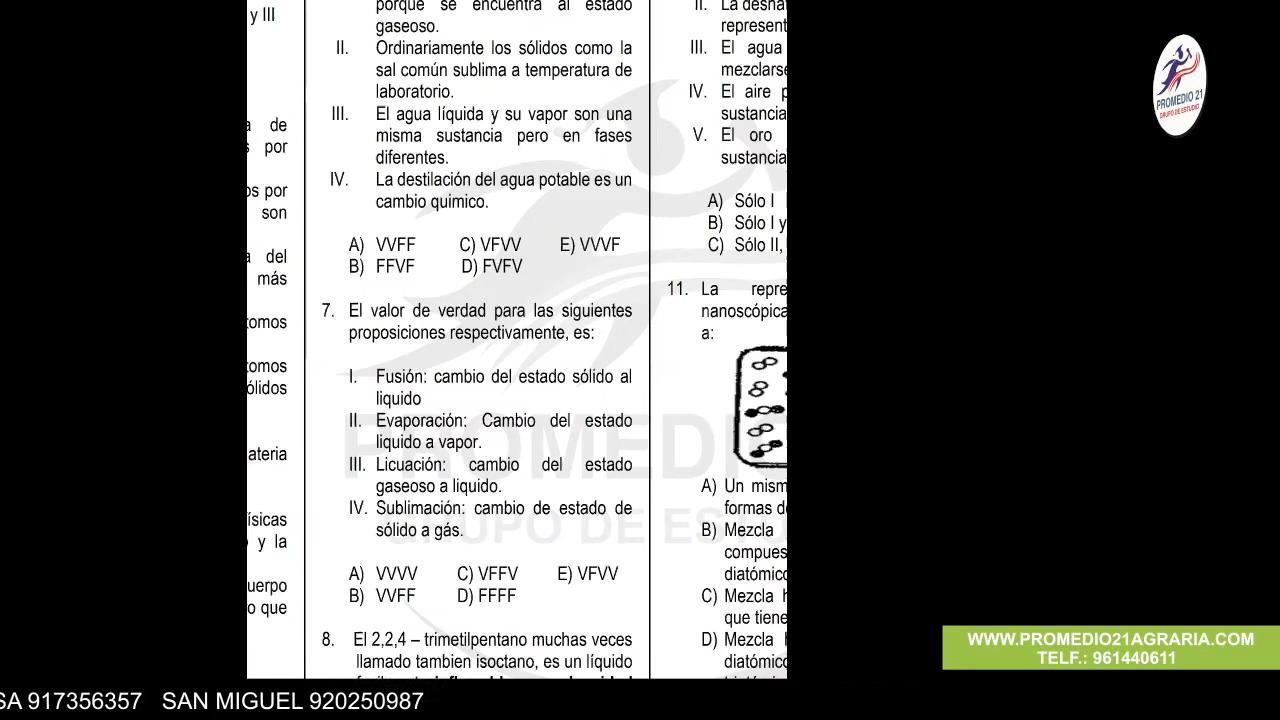 y III
a de
por
os por
son
a del
más
tomos
tomos
ólidos
ateria
ísicas
o y la
uerpo
o que
porque se encuentra al estado
gaseoso.
II. Ordinariamente los sólidos como la
sal común sublima a temperatura de
laboratorio.
III. El agua líquida y su vapor son una
misma sustancia pero en fases
diferentes.
IV. La destilación del agua potable es un
cambio químico.
A) VVFF C) VFVV E) VVVF
B) FFVF D) FVFV
7. El valor de verdad para las siguientes
proposiciones respectivamente, es:
I. Fusión: cambio del estado sólido al
liquido
II. Evaporación: Cambio del estado
liquido a vapor.
III. Licuación: cambio del estado
gaseoso a liquido.
IV. Sublimación: cambio de estado de
sólido a gás.
A) VVVV C) VFFV E) VFVV
B) VVFF D) FFFF
8. El 2,2,4 – trimetilpentano muchas veces
llamado tambien isoctano, es un líquido
II. La desnat
represent
III. El agua
mezclarse
IV. El aire p
sustancia
V. El oro
sustancia
A) Sólo I
B) Sólo I y
C) Sólo II,
11. La repre
nanoscópica
a:
A) Un mism
formas de
B) Mezcla
compues
diatómico
C) Mezcla h
que tiene
D) Mezcla h
diatómico
PROMEDI
GRUPO DE ESTU
PROMEDIO 21
GRUPO DE ESTUDIO
WWW.PROMEDIO21AGRARIA.COM
TELF.: 961440611
SA 917356357 SAN MIGUEL 920250987